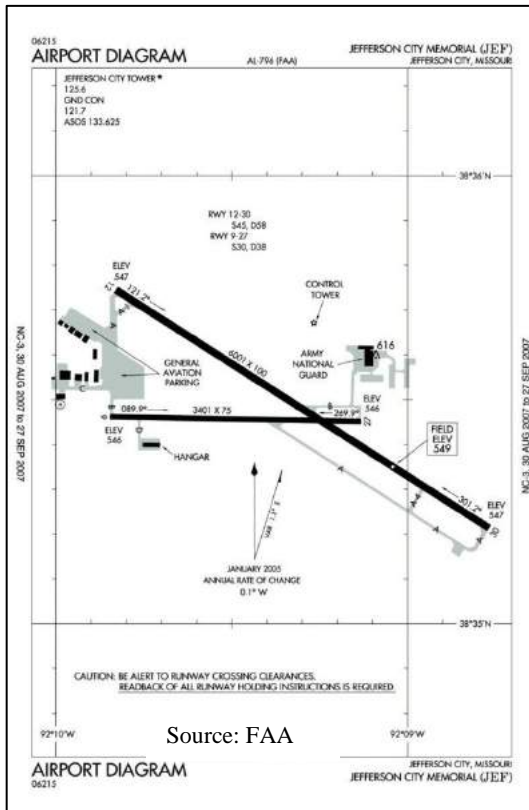 06215
AIRPORT DIAGRAM
AL-796 (FAA)
JEFFERSON CITY MEMORIAL (JEF)
JEFFERSON CITY, MISSOURI
JEFFERSON CITY TOWER*
125.6
GND CON
121.7
ASOS 133.625
38°36'N
RWY 12-30
S45, D58
RWY 9-27
S30, D38
ELEV
547
12
121.2°
CONTROL
TOWER
6001 X 100
616
ARMY
NATIONAL
GUARD
GENERAL
AVIATION
PARKING
A
C
B
089.9°
3401 X 75
269.9°
ELEV
546
27
9
ELEV
546
HANGAR
FIELD
ELEV
549
A
301.2°
ELEV
547
30
A
A
JANUARY 2005
ANNUAL RATE OF CHANGE
0.1° W
38°35'N
NC-3, 30 AUG 2007 to 27 SEP 2007
NC-3, 30 AUG 2007 to 27 SEP 2007
CAUTION: BE ALERT TO RUNWAY CROSSING CLEARANCES.
READBACK OF ALL RUNWAY HOLDING INSTRUCTIONS IS REQUIRED
92°10'W
Source: FAA
92°09'W
AIRPORT DIAGRAM
06215
JEFFERSON CITY, MISSOURI
JEFFERSON CITY MEMORIAL (JEF)